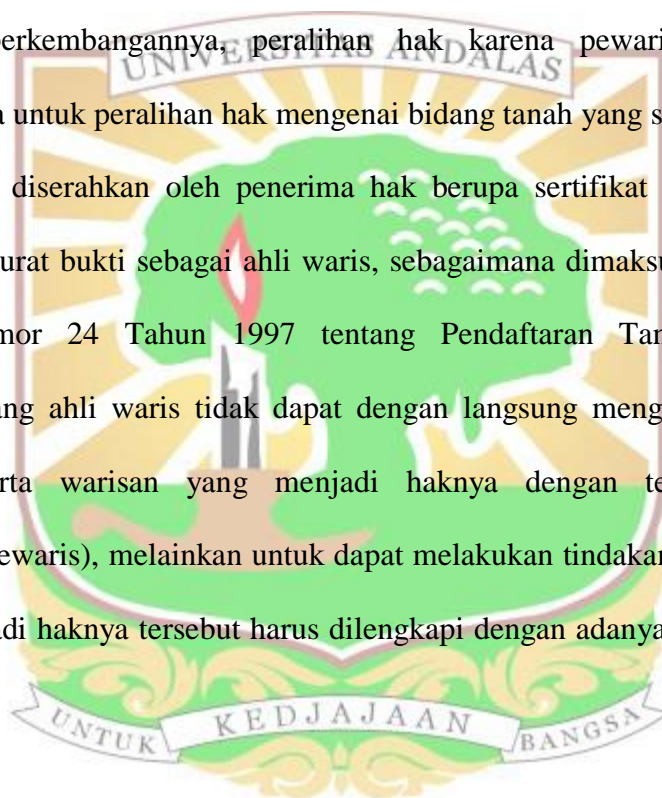 perkembangannya, peralihan hak karena pewari
UNIVERSITAS ANDALAS
a untuk peralihan hak mengenai bidang tanah yang s
diserahkan oleh penerima hak berupa sertifikat
urat bukti sebagai ahli waris, sebagaimana dimaksu
mor 24 Tahun 1997 tentang Pendaftaran Tan
ang ahli waris tidak dapat dengan langsung meng
rta warisan yang menjadi haknya dengan te
ewaris), melainkan untuk dapat melakukan tindakan
adi haknya tersebut harus dilengkapi dengan adanya
UNTUK KEDJAJAAN BANGSA